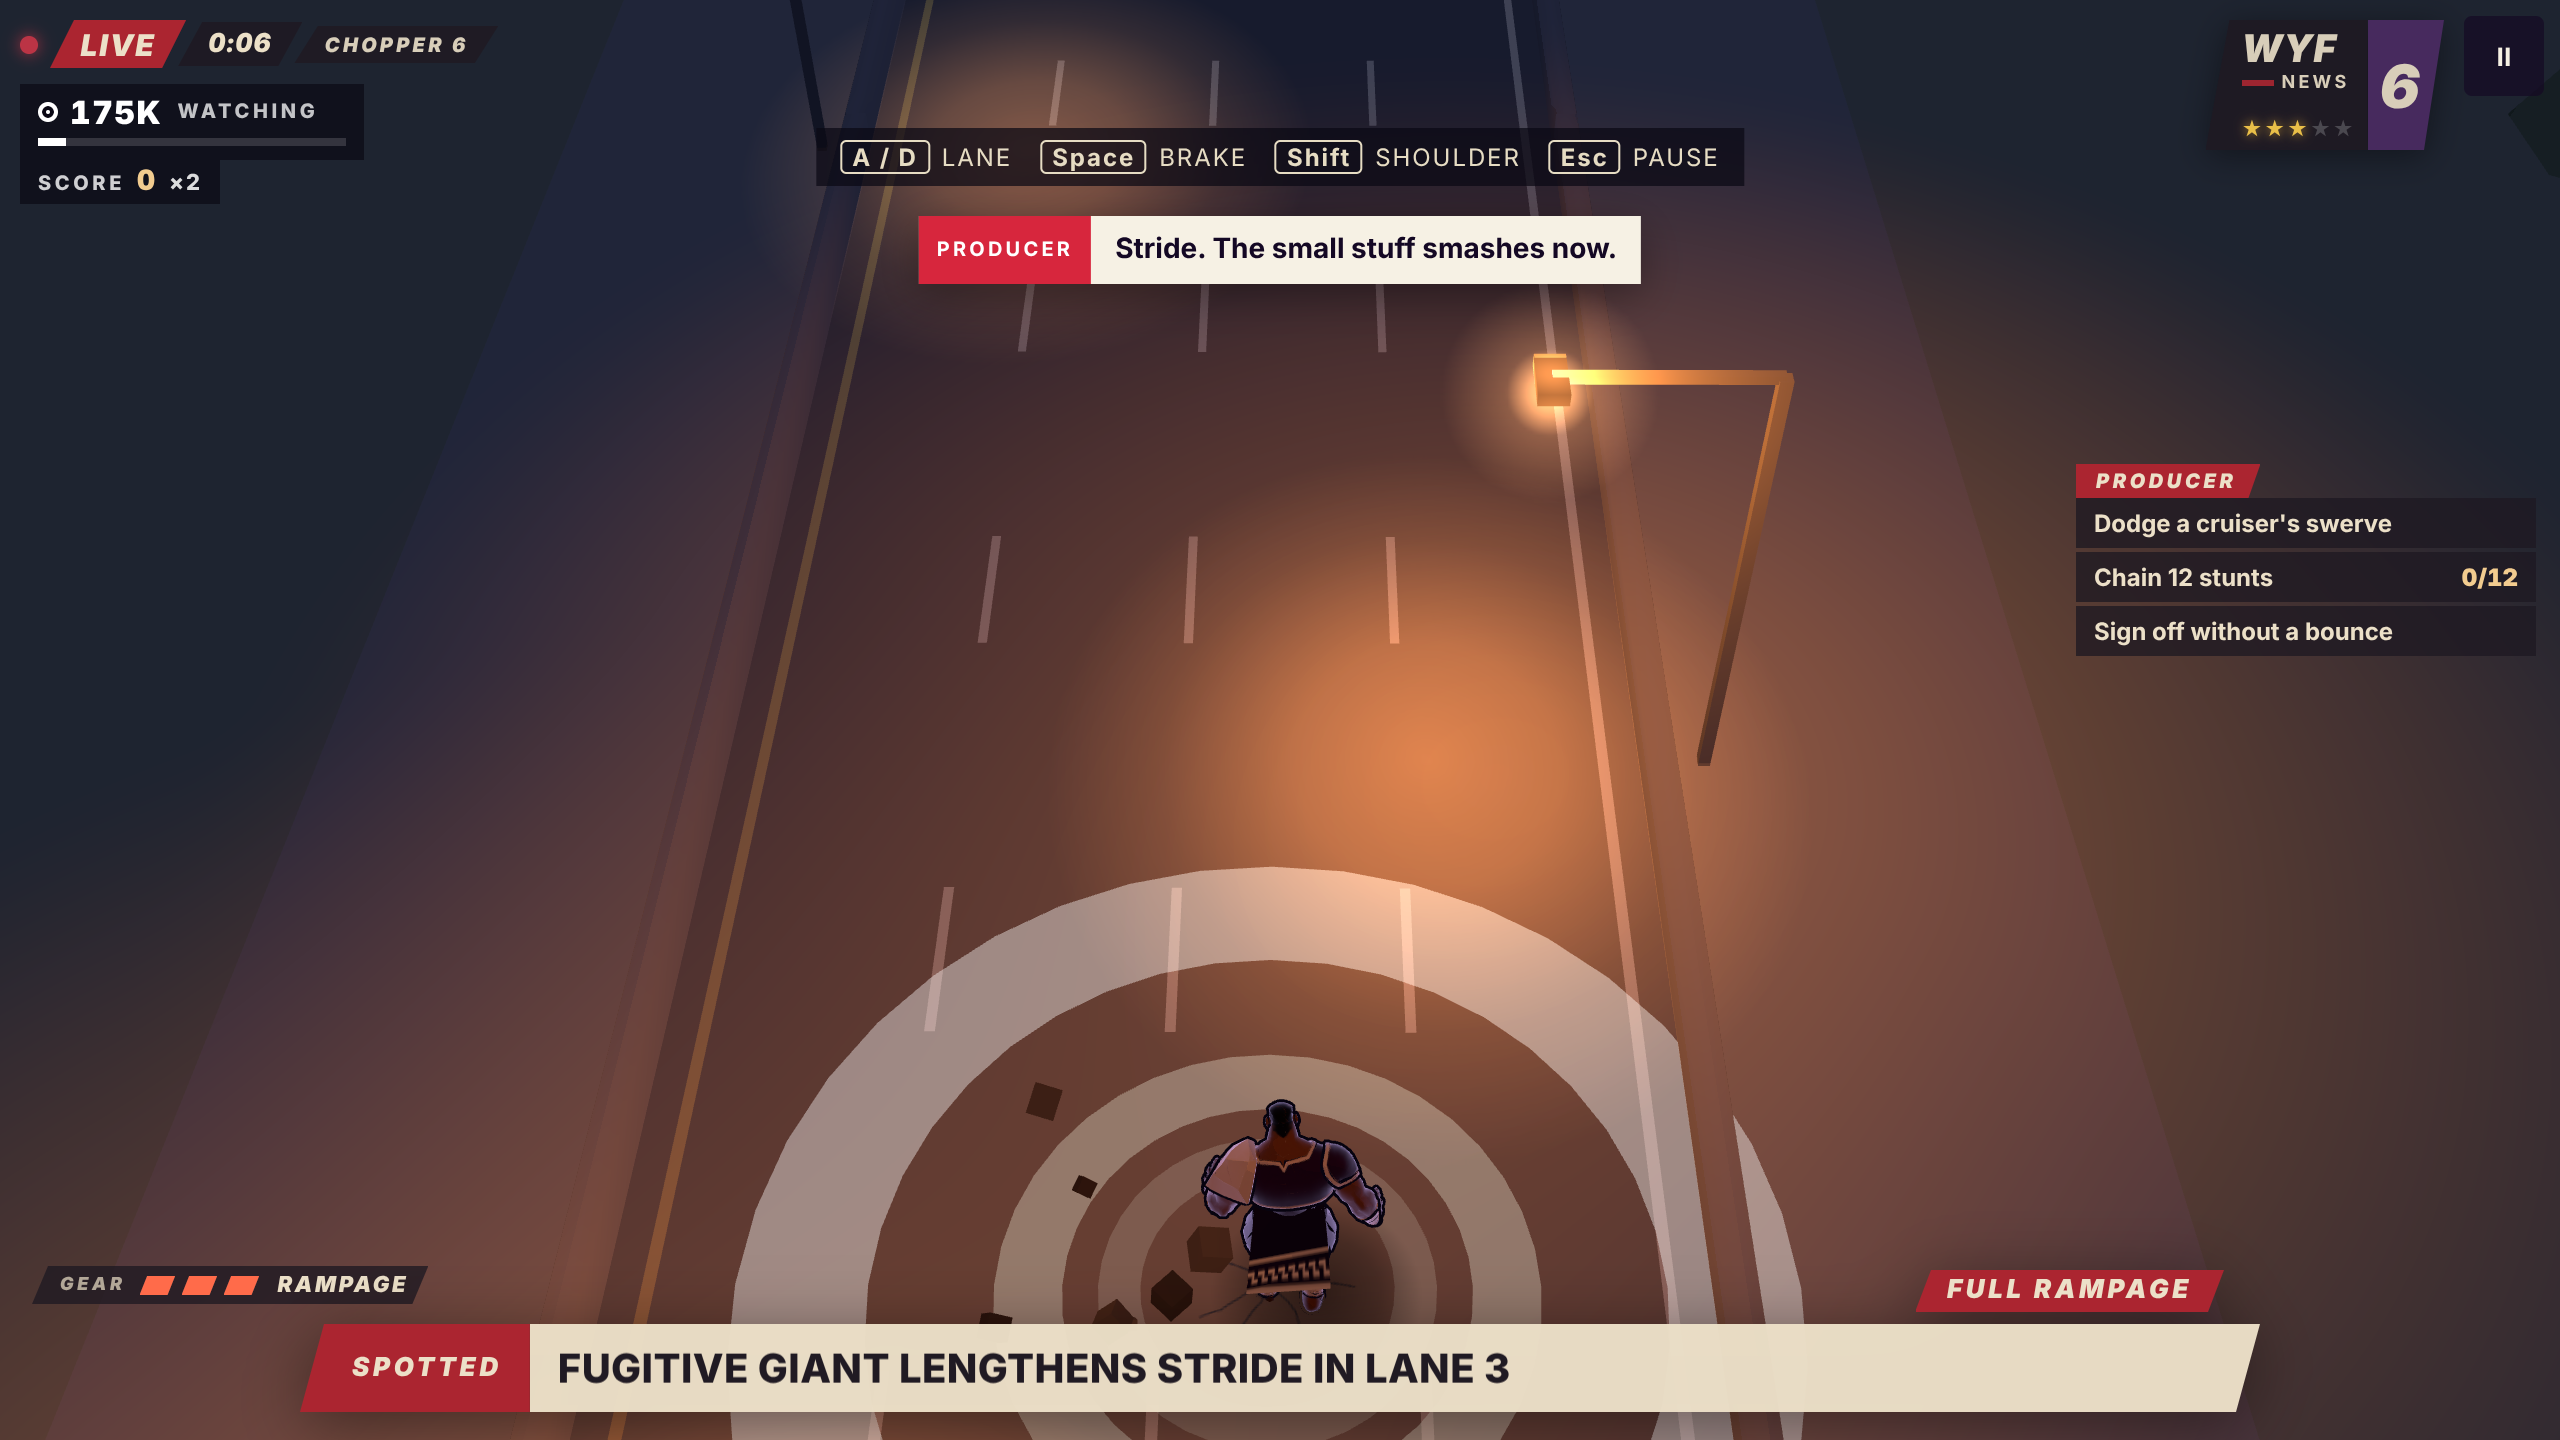 LIVE 0:06 CHOPPER 6
175K WATCHING
SCORE 0 ×2
WYF
NEWS
6
★★★★★
A / D LANE Space BRAKE Shift SHOULDER Esc PAUSE
PRODUCER Stride. The small stuff smashes now.
PRODUCER
Dodge a cruiser's swerve
Chain 12 stunts 0/12
Sign off without a bounce
GEAR RAMPAGE
FULL RAMPAGE
SPOTTED FUGITIVE GIANT LENGTHENS STRIDE IN LANE 3